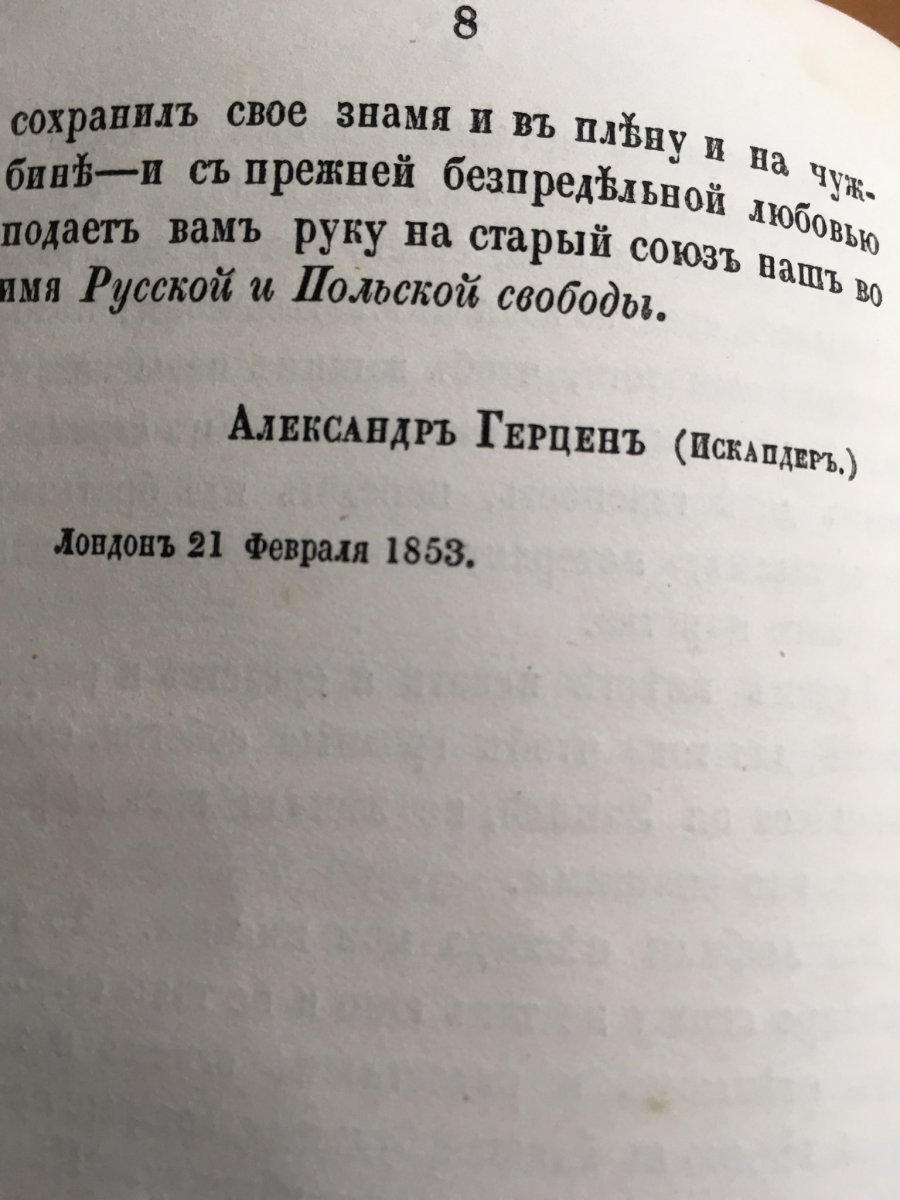 8
сохранилъ свое знамя и въ плѣну и на чуж-
бинѣ—и съ прежней безпредѣльной любовью
подаетъ вамъ руку на старый союзъ нашъ во
имя Русской и Польской свободы.
Александръ Герценъ (Искапдеръ.)
Лондонъ 21 Февраля 1853.